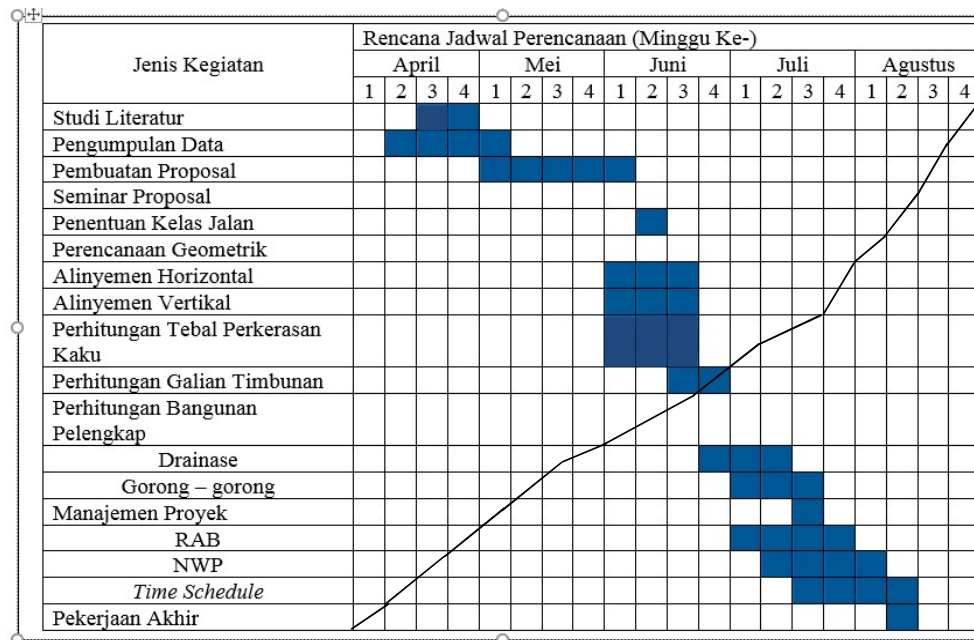 Jenis Kegiatan
Rencana Jadwal Perencanaan (Minggu Ke-)
April Mei Juni Juli Agustus
1 2 3 4 1 2 3 4 1 2 3 4 1 2 3 4 1 2 3 4
Studi Literatur
Pengumpulan Data
Pembuatan Proposal
Seminar Proposal
Penentuan Kelas Jalan
Perencanaan Geometrik
Alinyemen Horizontal
Alinyemen Vertikal
Perhitungan Tebal Perkerasan
Kaku
Perhitungan Galian Timbunan
Perhitungan Bangunan
Pelengkap
Drainase
Gorong – gorong
Manajemen Proyek
RAB
NWP
Time Schedule
Pekerjaan Akhir